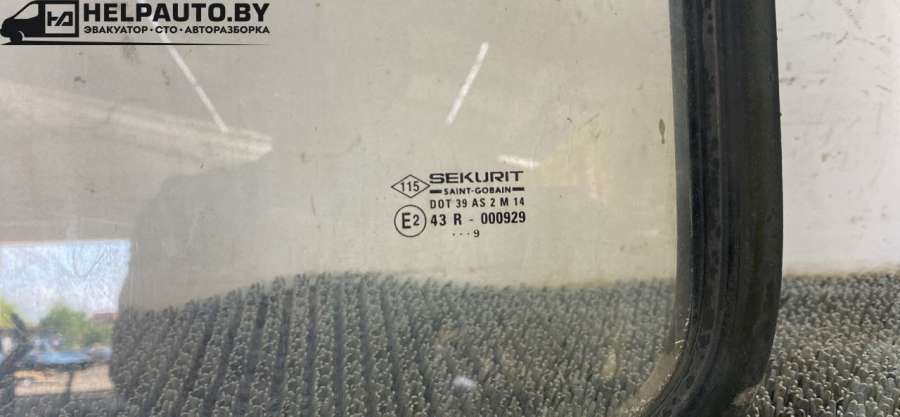 HELPAUTO.BY
ЭВАКУАТОР • СТО • АВТОРАЗБОРКА
115 SEKURIT
SAINT-GOBAIN
DOT 39 AS 2 M 14
E2 43 R - 000929
•••9